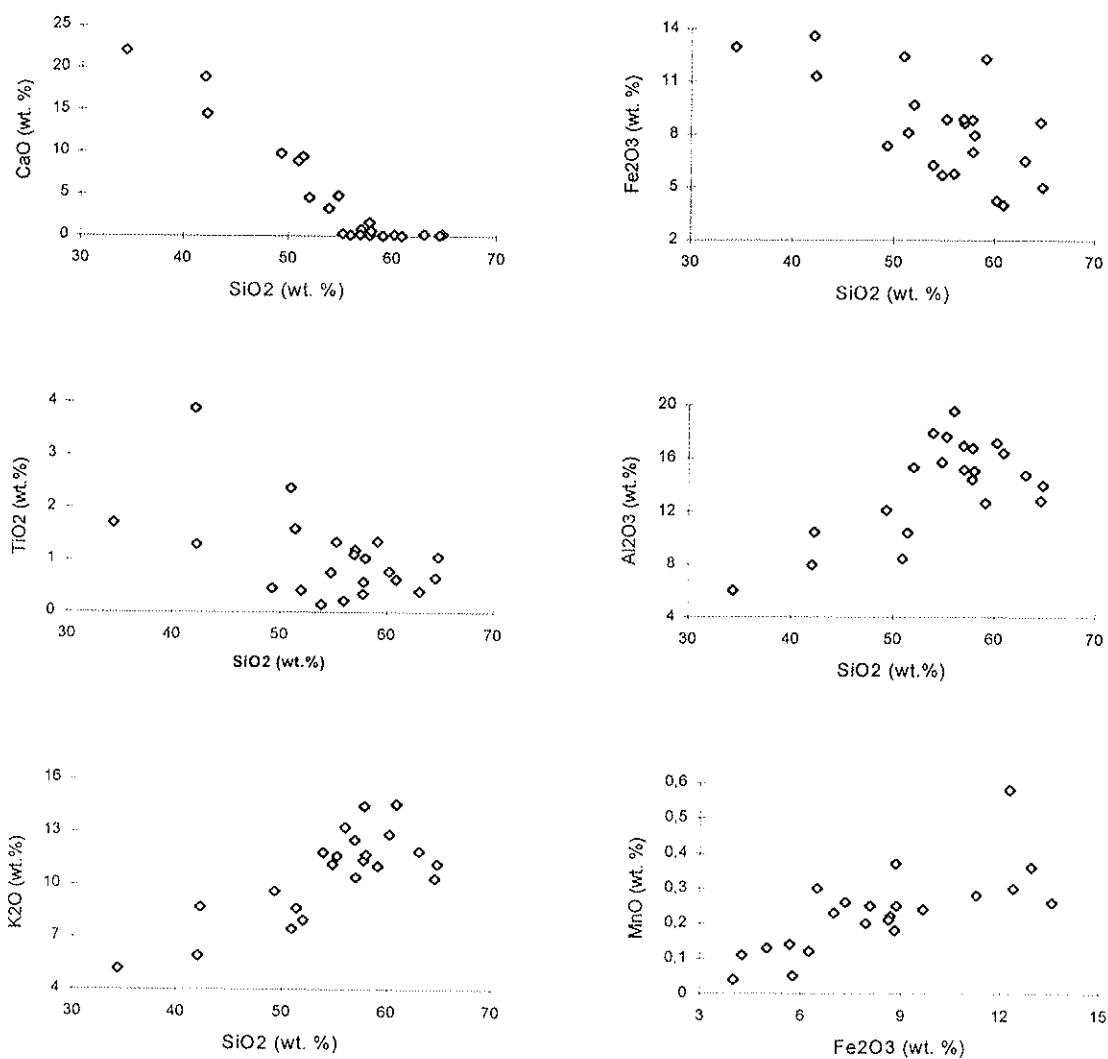 25
20
15
10
5
0
CaO (wt. %)
30 40 50 60 70
SiO2 (wt. %)
14
11
8
5
2
Fe2O3 (wt. %)
30 40 50 60 70
SiO2 (wt. %)
4
3
2
1
0
TiO2 (wt.%)
30 40 50 60 70
SiO2 (wt.%)
20
16
12
8
4
Al2O3 (wt.%)
30 40 50 60 70
SiO2 (wt.%)
16
13
10
7
4
K2O (wt.%)
30 40 50 60 70
SiO2 (wt. %)
0,6
0,5
0,4
0,3
0,2
0,1
0
MnO (wt. %)
3 6 9 12 15
Fe2O3 (wt. %)